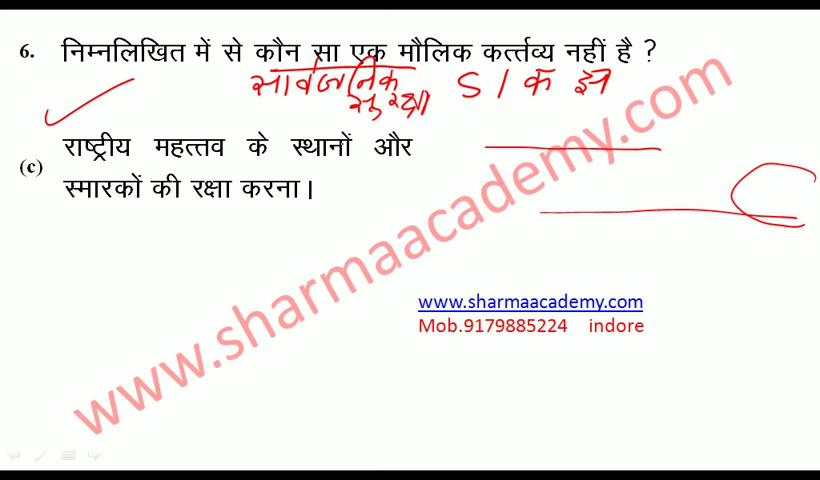 6. निम्नलिखित में से कौन सा एक मौलिक कर्त्तव्य नहीं है ?
सार्वजनिक
सुरक्षा
(c) राष्ट्रीय महत्तव के स्थानों और
स्मारकों की रक्षा करना।
www.sharmaacademy.com
www.sharmaacademy.com
Mob.9179885224 indore